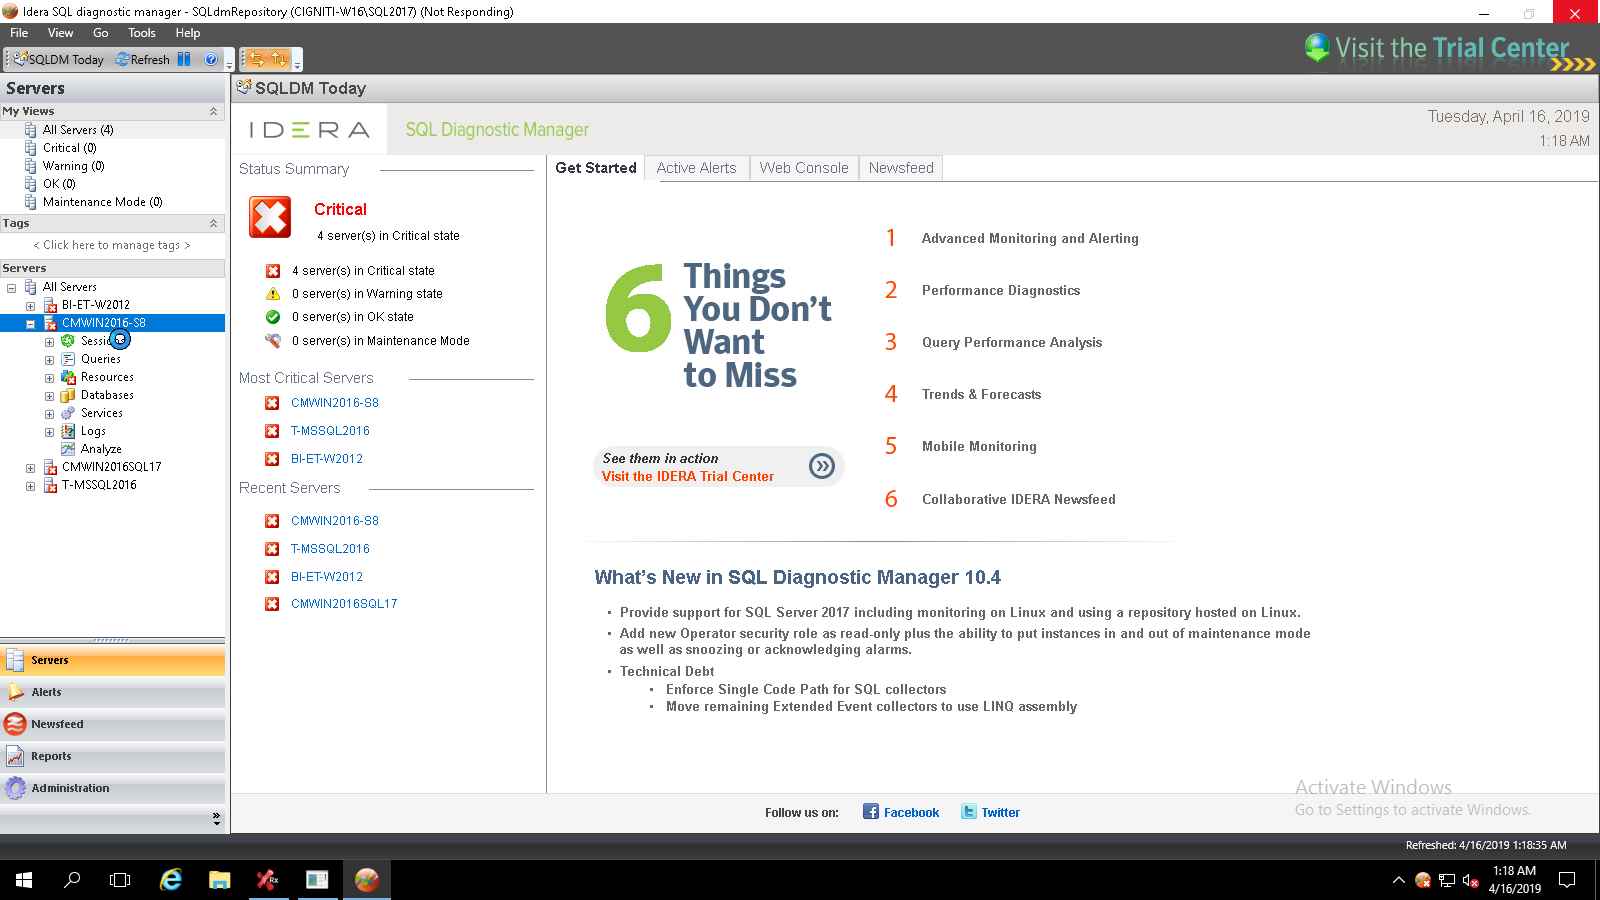 Idera SQL diagnostic manager - SQLdmRepository (CIGNITI-W16\SQL2017) (Not Responding)
File View Go Tools Help
SQLDM Today Refresh
Visit the Trial Center
Servers
My Views
All Servers (4)
Critical (0)
Warning (0)
OK (0)
Maintenance Mode (0)
Tags
< Click here to manage tags >
Servers
All Servers
BI-ET-W2012
CMWIN2016-S8
Queries
Resources
Databases
Services
Logs
Analyze
CMWIN2016SQL17
T-MSSQL2016
Servers
Alerts
Newsfeed
Reports
Administration
SQLDM Today
IDERA
SQL Diagnostic Manager
Tuesday, April 16, 2019
1:18 AM
Status Summary
Critical
4 server(s) in Critical state
4 server(s) in Critical state
0 server(s) in Warning state
0 server(s) in OK state
0 server(s) in Maintenance Mode
Most Critical Servers
CMWIN2016-S8
T-MSSQL2016
BI-ET-W2012
Recent Servers
CMWIN2016-S8
T-MSSQL2016
BI-ET-W2012
CMWIN2016SQL17
Get Started Active Alerts Web Console Newsfeed
6 Things
You Don't
Want
to Miss
See them in action
Visit the IDERA Trial Center
1 Advanced Monitoring and Alerting
2 Performance Diagnostics
3 Query Performance Analysis
4 Trends & Forecasts
5 Mobile Monitoring
6 Collaborative IDERA Newsfeed
What's New in SQL Diagnostic Manager 10.4
• Provide support for SQL Server 2017 including monitoring on Linux and using a repository hosted on Linux.
• Add new Operator security role as read-only plus the ability to put instances in and out of maintenance mode
as well as snoozing or acknowledging alarms.
• Technical Debt
• Enforce Single Code Path for SQL collectors
• Move remaining Extended Event collectors to use LINQ assembly
Activate Windows
Go to Settings to activate Windows.
Follow us on: Facebook Twitter
Refreshed: 4/16/2019 1:18:35 AM
1:18 AM
4/16/2019